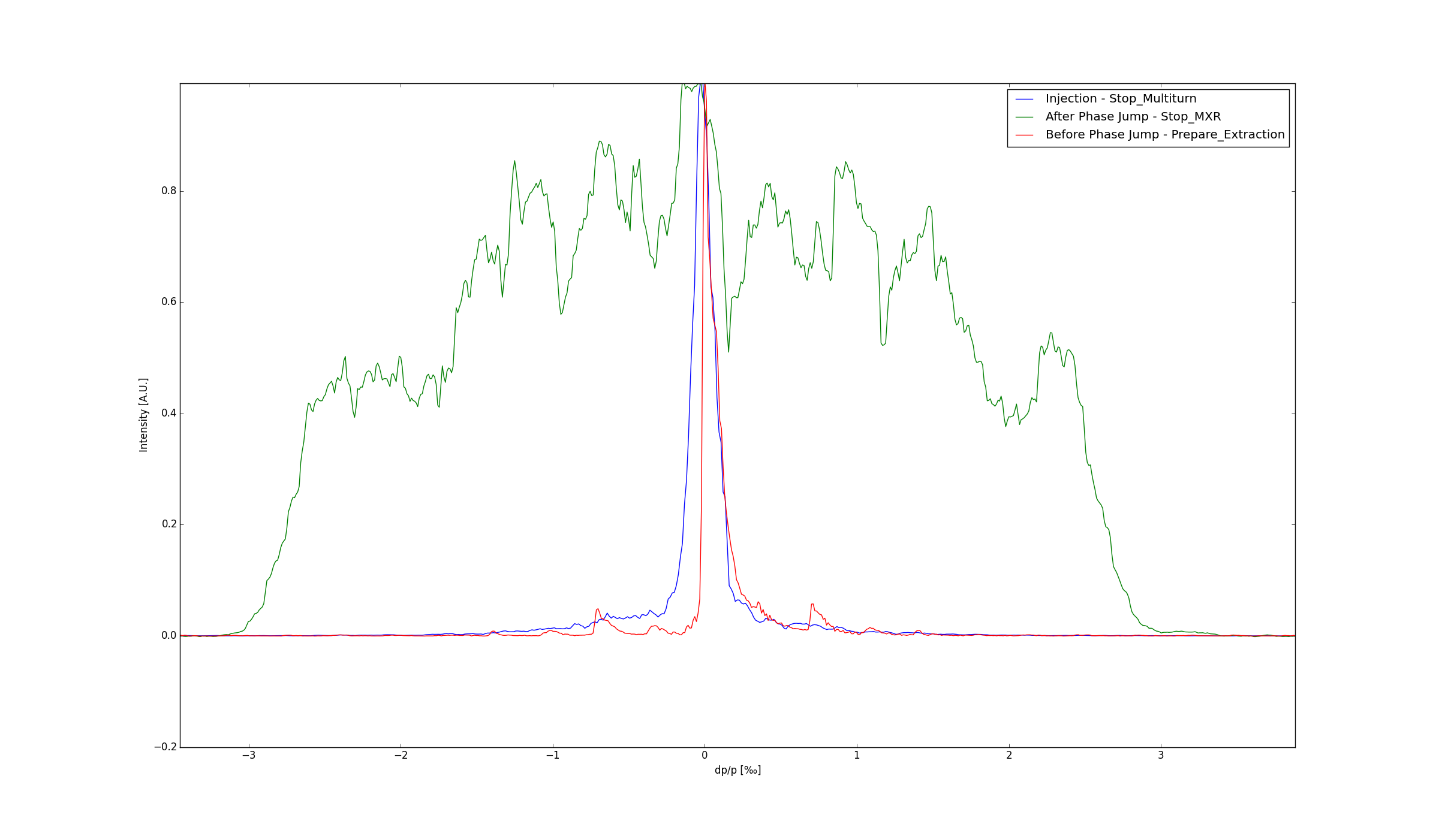 Injection - Stop_Multiturn
After Phase Jump - Stop_MXR
Before Phase Jump - Prepare_Extraction
0.8
0.6
0.4
0.2
0.0
−0.2
Intensity [A.U.]
−3
−2
−1
0
1
2
3
dp/p [‰]